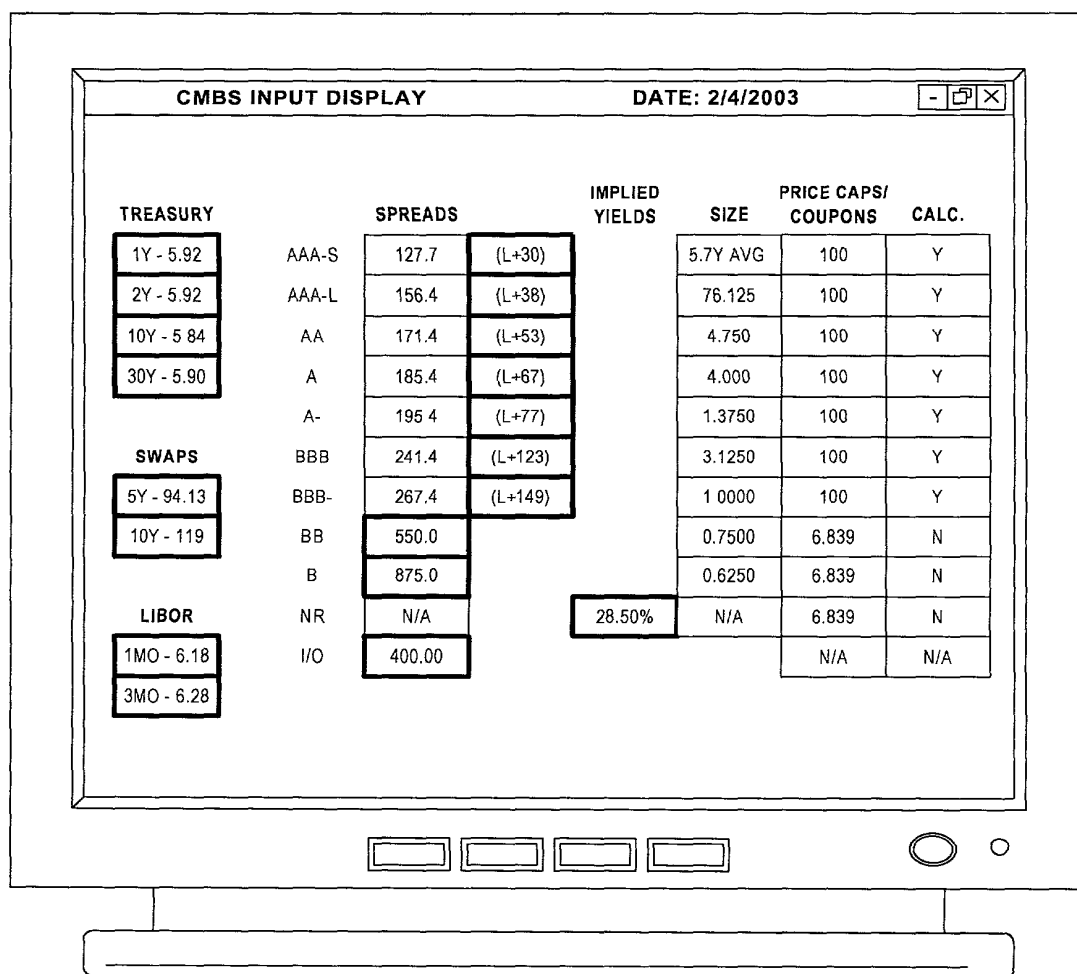 CMBS INPUT DISPLAY DATE: 2/4/2003 - X
IMPLIED PRICE CAPS/
TREASURY SPREADS YIELDS SIZE COUPONS CALC.
1Y - 5.92 AAA-S 127.7 (L+30) 5.7Y AVG 100 Y
2Y - 5.92 AAA-L 156.4 (L+38) 76.125 100 Y
10Y - 5 84 AA 171.4 (L+53) 4.750 100 Y
30Y - 5.90 A 185.4 (L+67) 4.000 100 Y
A- 195 4 (L+77) 1.3750 100 Y
SWAPS BBB 241.4 (L+123) 3.1250 100 Y
5Y - 94.13 BBB- 267.4 (L+149) 1 0000 100 Y
10Y - 119 BB 550.0 0.7500 6.839 N
B 875.0 0.6250 6.839 N
LIBOR NR N/A 28.50% N/A 6.839 N
1MO - 6.18 I/O 400.00 N/A N/A
3MO - 6.28